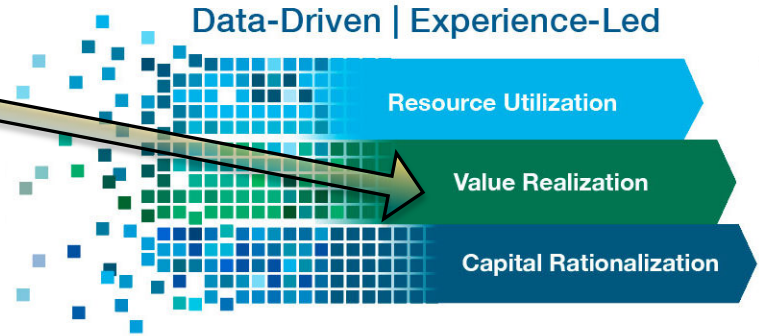 Data-Driven | Experience-Led
Resource Utilization
Value Realization
Capital Rationalization